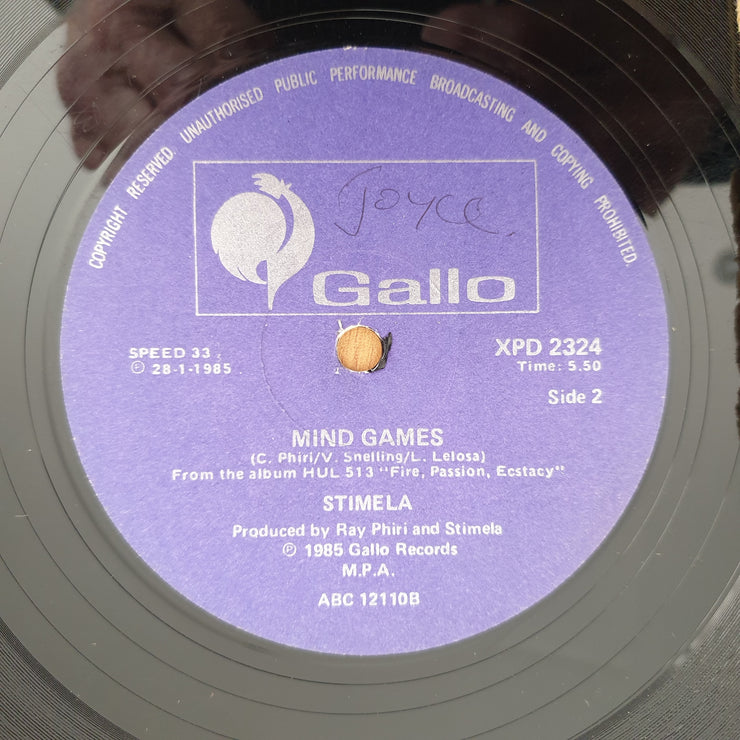 COPYRIGHT RESERVED. UNAUTHORISED PUBLIC PERFORMANCE BROADCASTING AND COPYING PROHIBITED.
Joyce.
Gallo
SPEED 33
℗ 28-1-1985
XPD 2324
Time: 5.50
Side 2
MIND GAMES
(C. Phiri/V. Snelling/L. Lelosa)
From the album HUL 513 "Fire, Passion, Ecstacy"
STIMELA
Produced by Ray Phiri and Stimela
℗ 1985 Gallo Records
M.P.A.
ABC 12110B